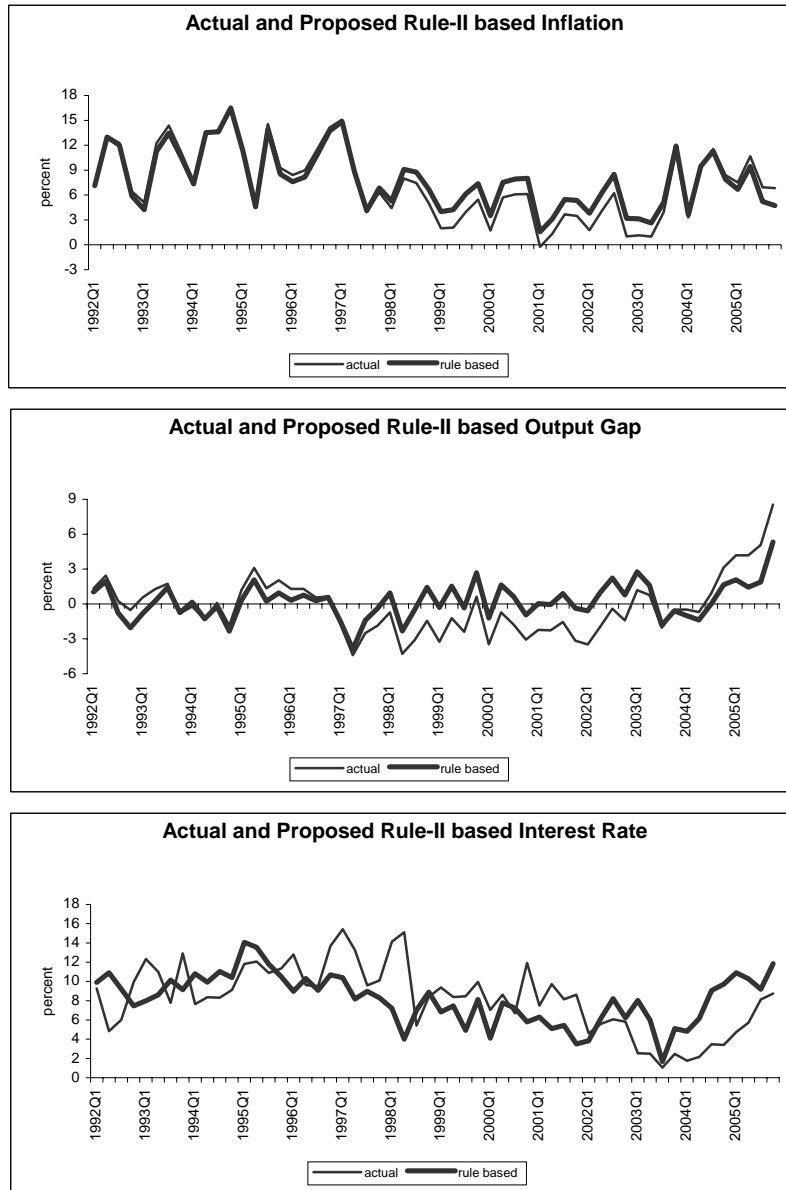 Actual and Proposed Rule-II based Inflation
18
15
12
9
6
3
0
-3
percent
1992Q1
1993Q1
1994Q1
1995Q1
1996Q1
1997Q1
1998Q1
1999Q1
2000Q1
2001Q1
2002Q1
2003Q1
2004Q1
2005Q1
actual rule based
Actual and Proposed Rule-II based Output Gap
9
6
3
0
-3
-6
percent
1992Q1
1993Q1
1994Q1
1995Q1
1996Q1
1997Q1
1998Q1
1999Q1
2000Q1
2001Q1
2002Q1
2003Q1
2004Q1
2005Q1
actual rule based
Actual and Proposed Rule-II based Interest Rate
18
16
14
12
10
8
6
4
2
0
percent
1992Q1
1993Q1
1994Q1
1995Q1
1996Q1
1997Q1
1998Q1
1999Q1
2000Q1
2001Q1
2002Q1
2003Q1
2004Q1
2005Q1
actual rule based